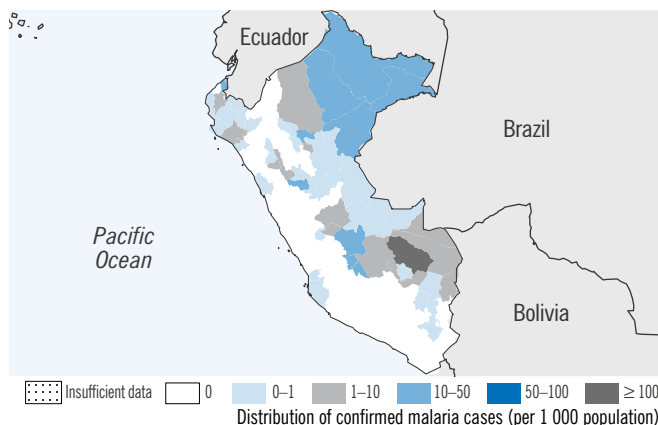 Ecuador
Brazil
Pacific
Ocean
Bolivia
Insufficient data 0 0–1 1–10 10–50 50–100 ≥ 100
Distribution of confirmed malaria cases (per 1 000 population)